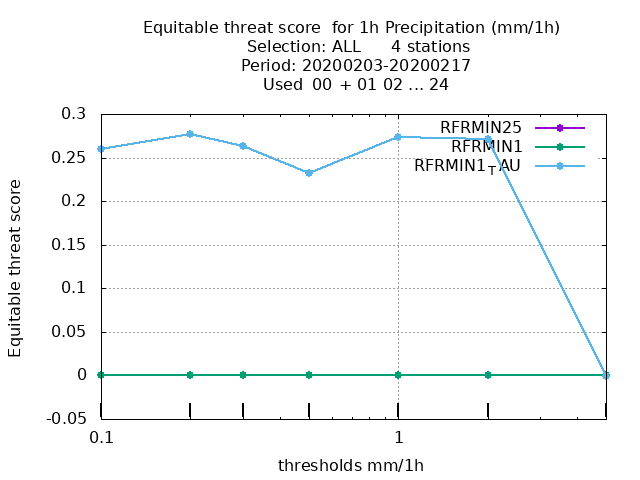 Equitable threat score  for 1h Precipitation (mm/1h)
Selection: ALL      4 stations
Period: 20200203-20200217
Used  00 + 01 02 ... 24
RFRMIN25
RFRMIN1
RFRMIN1TAU
0.3
0.25
0.2
0.15
0.1
0.05
0
-0.05
Equitable threat score
0.1
1
thresholds mm/1h